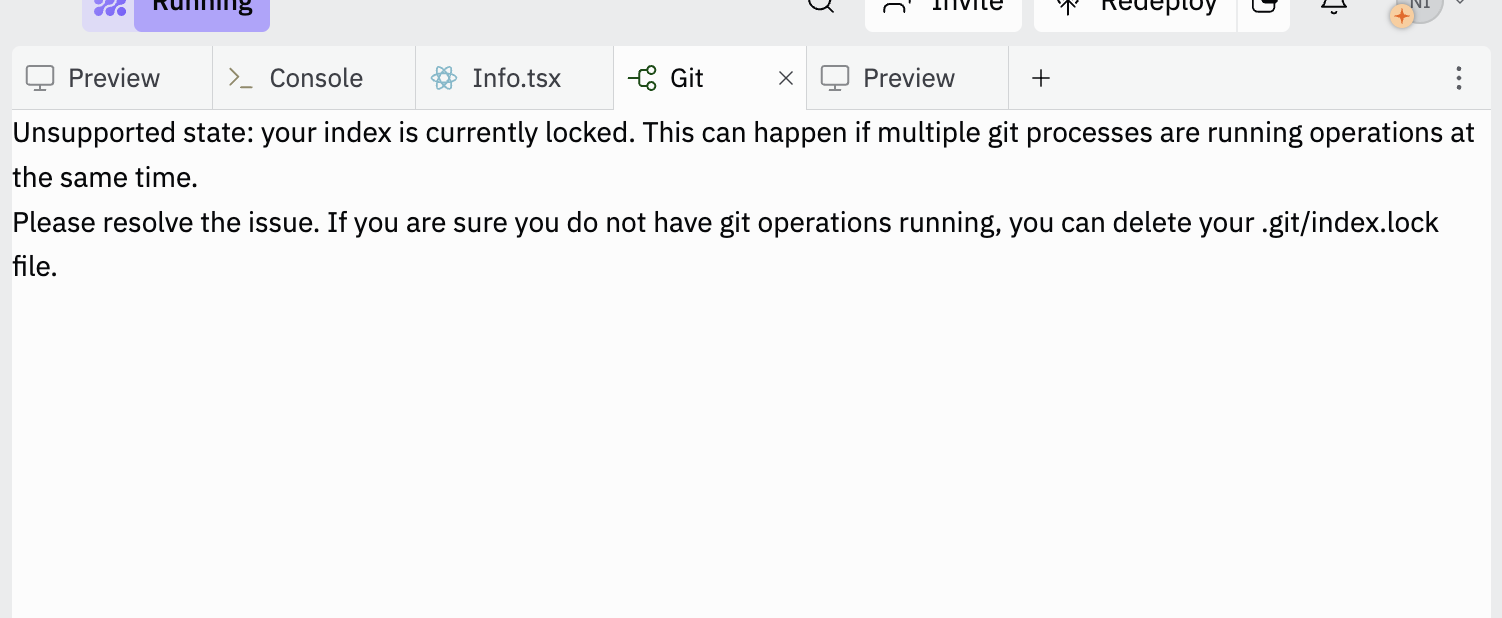 Running
Invite
Redeploy
NI
Preview
Console
Info.tsx
Git
Preview
Unsupported state: your index is currently locked. This can happen if multiple git processes are running operations at
the same time.
Please resolve the issue. If you are sure you do not have git operations running, you can delete your .git/index.lock
file.